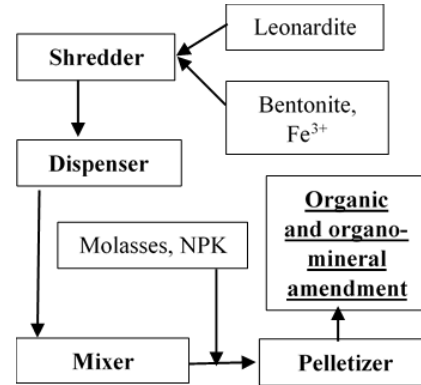 Leonardite
Shredder
Bentonite,
Fe³⁺
Dispenser
Organic
and organo-
mineral
amendment
Molasses, NPK
Mixer
Pelletizer